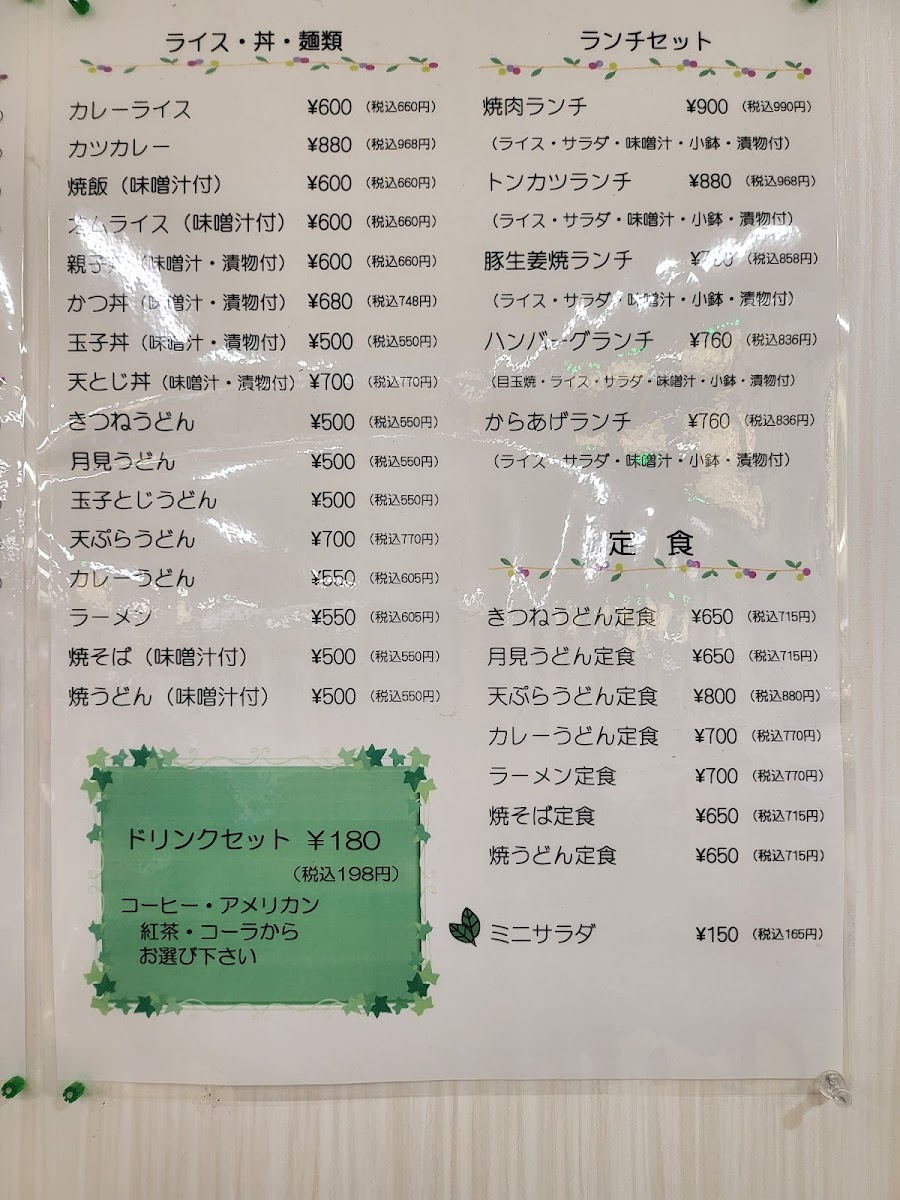 ライス・丼・麺類
カレーライス ¥600 (税込660円)
カツカレー ¥880 (税込968円)
焼飯（味噌汁付） ¥600 (税込660円)
オムライス（味噌汁付） ¥600 (税込660円)
親子丼（味噌汁・漬物付） ¥600 (税込660円)
かつ丼（味噌汁・漬物付） ¥680 (税込748円)
玉子丼（味噌汁・漬物付） ¥500 (税込550円)
天とじ丼（味噌汁・漬物付） ¥700 (税込770円)
きつねうどん ¥500 (税込550円)
月見うどん ¥500 (税込550円)
玉子とじうどん ¥500 (税込550円)
天ぷらうどん ¥700 (税込770円)
カレーうどん ¥550 (税込605円)
ラーメン ¥550 (税込605円)
焼そば（味噌汁付） ¥500 (税込550円)
焼うどん（味噌汁付） ¥500 (税込550円)
ドリンクセット ¥180
(税込198円)
コーヒー・アメリカン
紅茶・コーラから
お選び下さい
ランチセット
焼肉ランチ ¥900 (税込990円)
（ライス・サラダ・味噌汁・小鉢・漬物付）
トンカツランチ ¥880 (税込968円)
（ライス・サラダ・味噌汁・小鉢・漬物付）
豚生姜焼ランチ ¥780 (税込858円)
（ライス・サラダ・味噌汁・小鉢・漬物付）
ハンバーグランチ ¥760 (税込836円)
（目玉焼・ライス・サラダ・味噌汁・小鉢・漬物付）
からあげランチ ¥760 (税込836円)
（ライス・サラダ・味噌汁・小鉢・漬物付）
定 食
きつねうどん定食 ¥650 (税込715円)
月見うどん定食 ¥650 (税込715円)
天ぷらうどん定食 ¥800 (税込880円)
カレーうどん定食 ¥700 (税込770円)
ラーメン定食 ¥700 (税込770円)
焼そば定食 ¥650 (税込715円)
焼うどん定食 ¥650 (税込715円)
ミニサラダ ¥150 (税込165円)